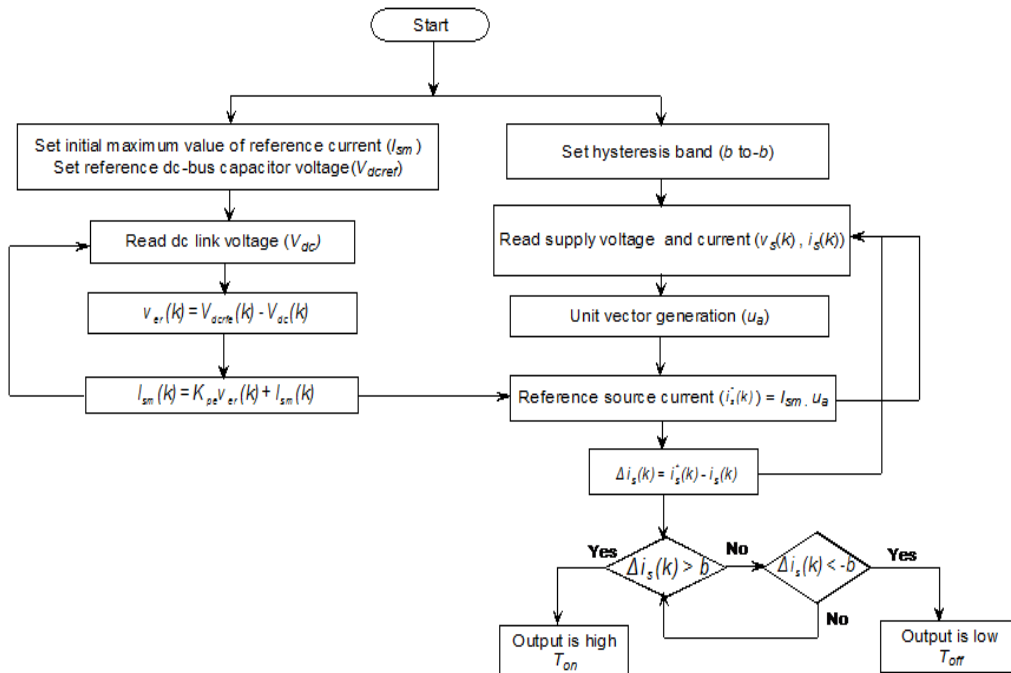 Start
Set initial maximum value of reference current (Ism)
Set reference dc-bus capacitor voltage(Vdcref)
Read dc link voltage (Vdc)
ver(k) = Vdcrfe(k) - Vdc(k)
Ism(k) = Kpe ver(k) + Ism(k)
Set hysteresis band (b to-b)
Read supply voltage and current (vs(k) , is(k))
Unit vector generation (ua)
Reference source current (i*s(k)) = Ism . ua
Δis(k) = i*s(k) - is(k)
Yes
Δis(k) > b
No
Δis(k) < -b
Yes
No
Output is high
Ton
Output is low
Toff